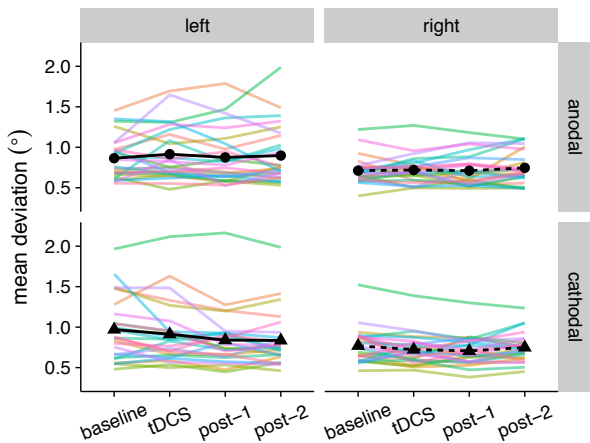 left right
mean deviation (°)
2.0
1.5
1.0
0.5
anodal
2.0
1.5
1.0
0.5
cathodal
baseline tDCS post−1 post−2 baseline tDCS post−1 post−2